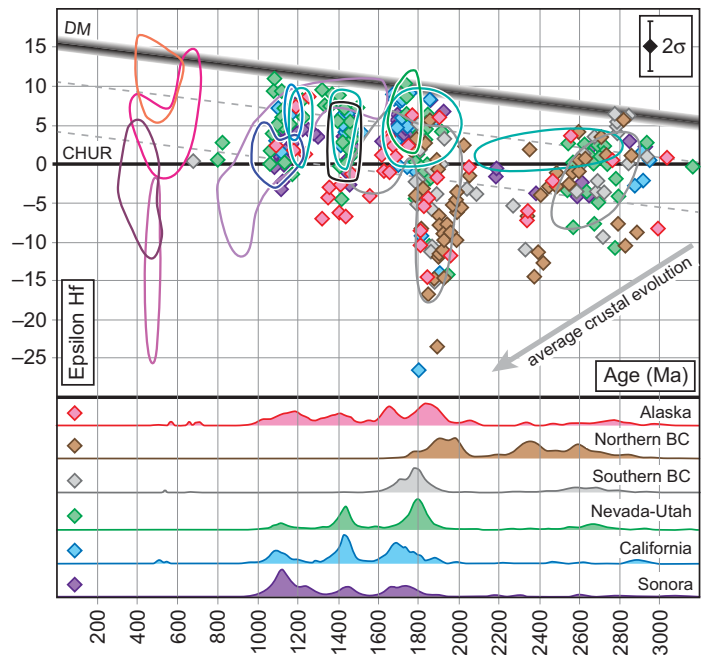 DM
15
2σ
10
5
CHUR
0
−5
−10
−15
−20
−25
Epsilon Hf
average crustal evolution
Age (Ma)
Alaska
Northern BC
Southern BC
Nevada-Utah
California
Sonora
200 400 600 800 1000 1200 1400 1600 1800 2000 2200 2400 2600 2800 3000